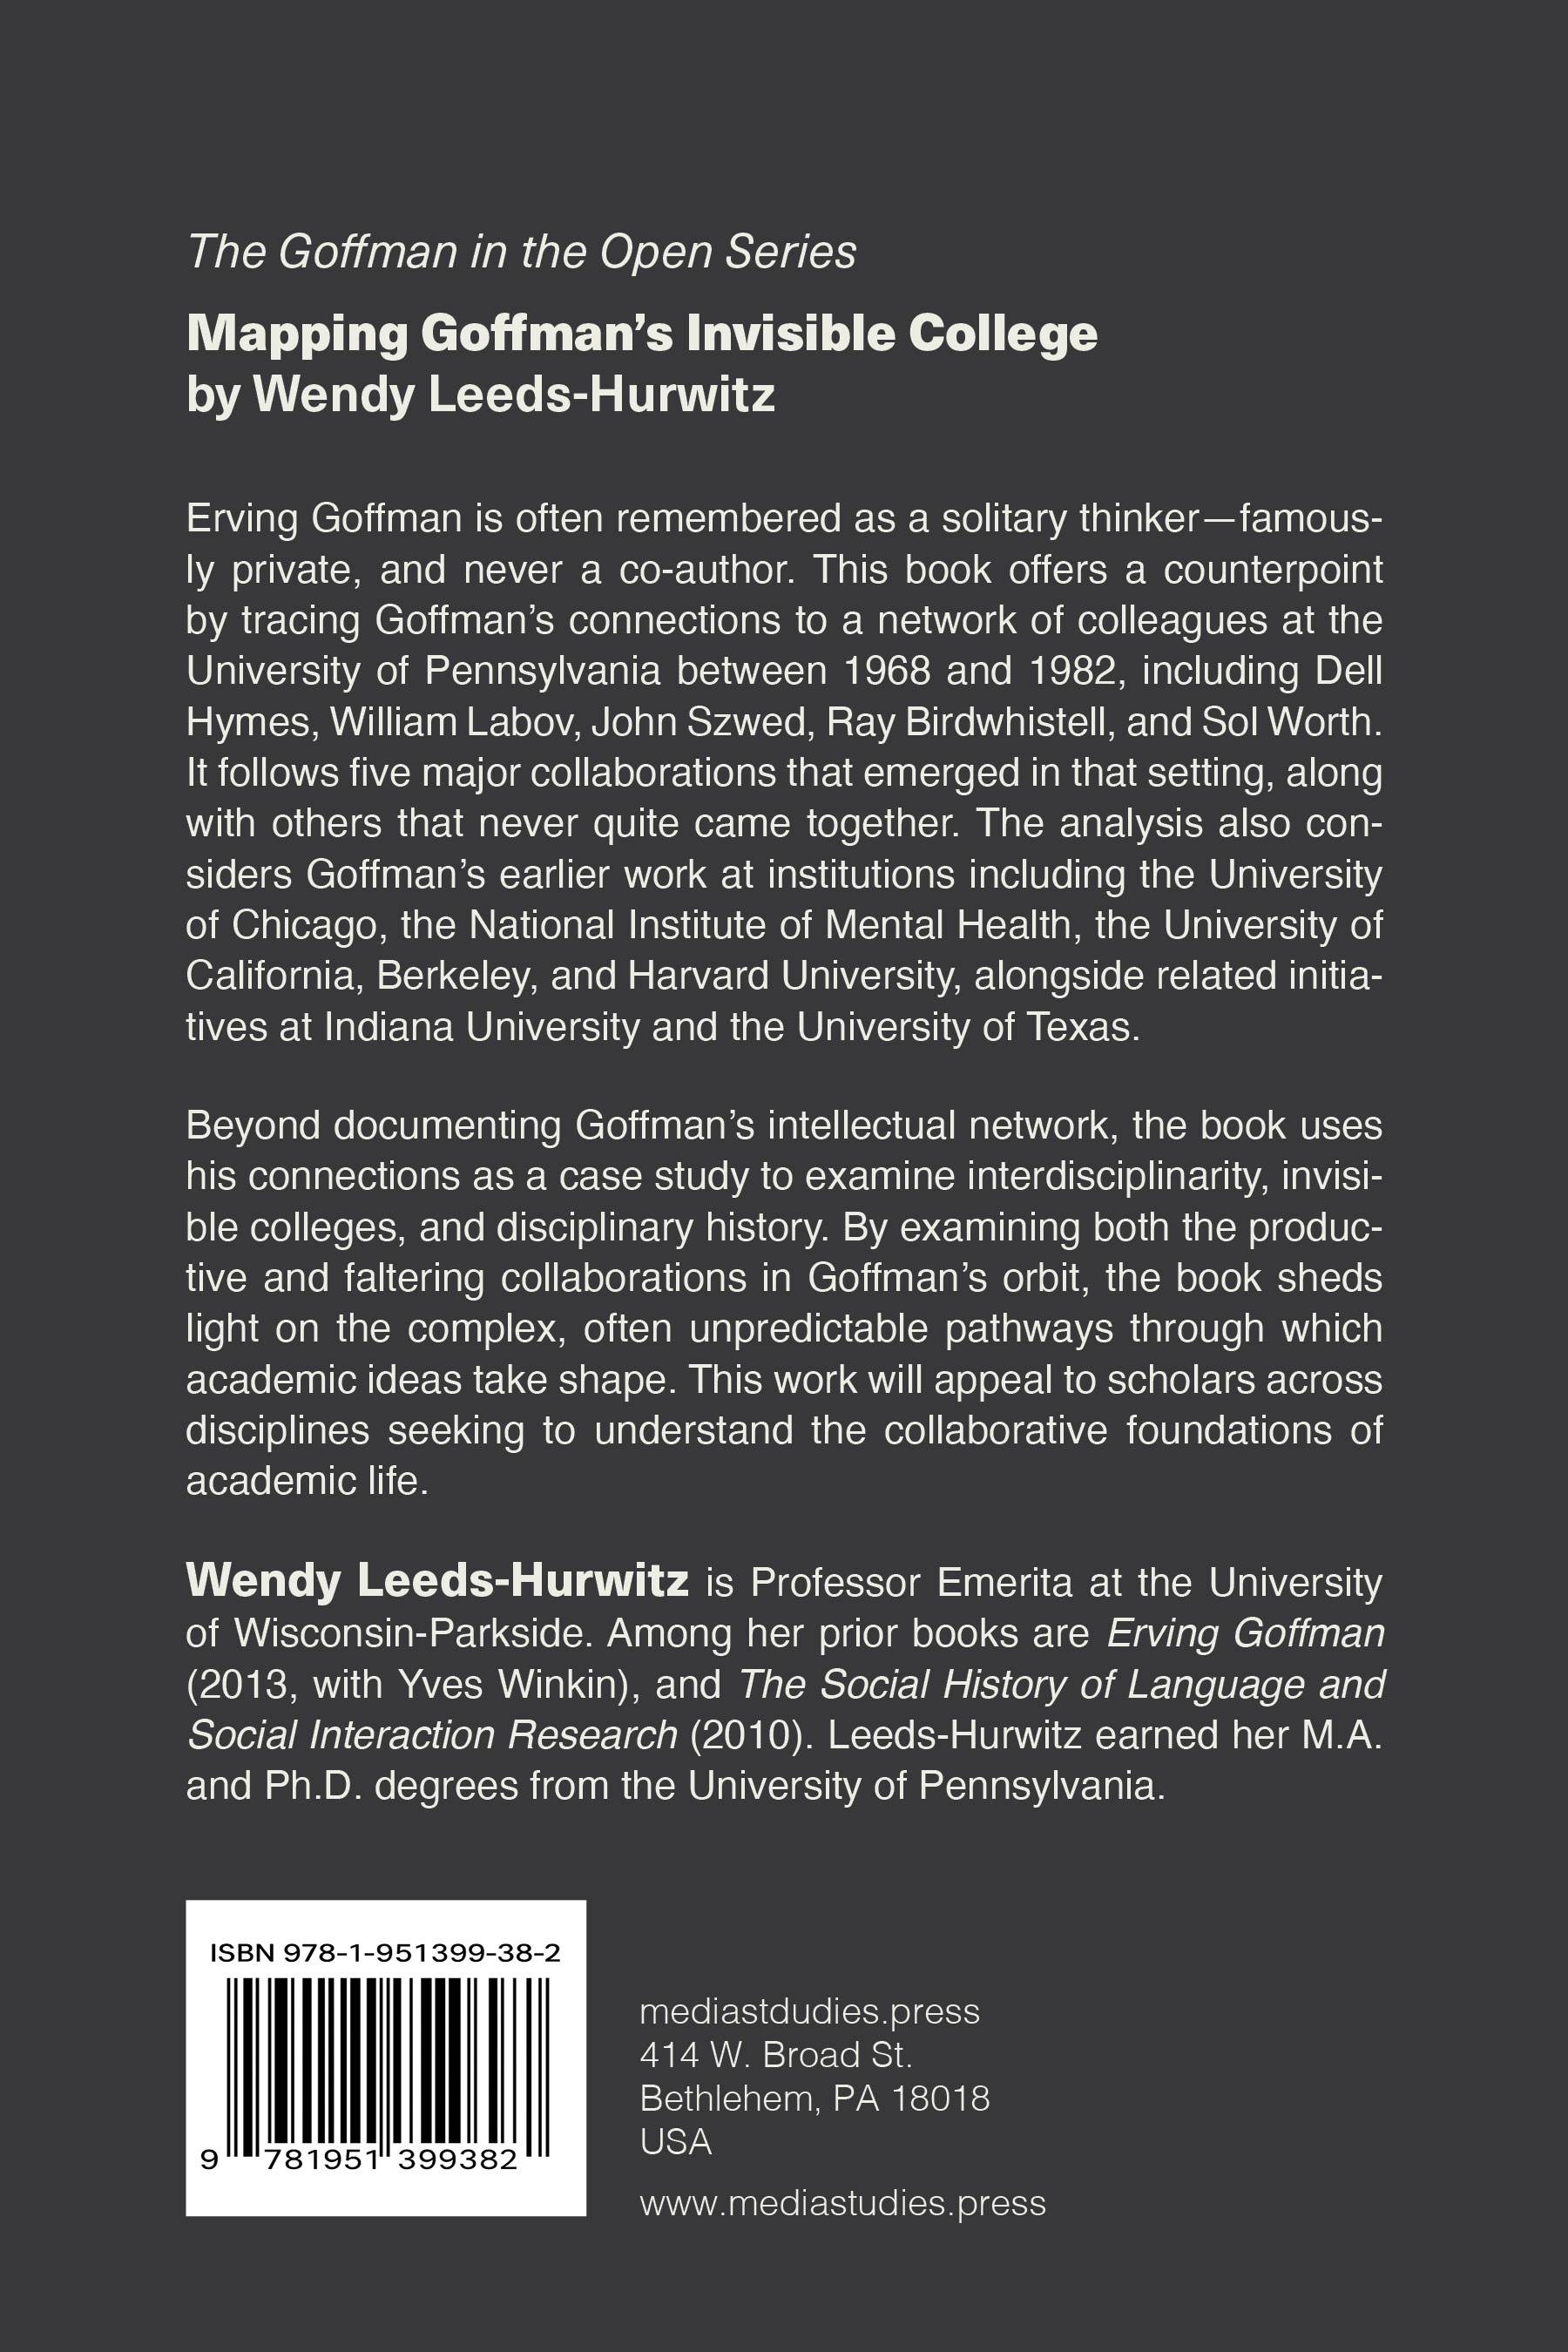 The Goffman in the Open Series
Mapping Goffman’s Invisible College
by Wendy Leeds-Hurwitz
Erving Goffman is often remembered as a solitary thinker—famous-
ly private, and never a co-author. This book offers a counterpoint
by tracing Goffman’s connections to a network of colleagues at the
University of Pennsylvania between 1968 and 1982, including Dell
Hymes, William Labov, John Szwed, Ray Birdwhistell, and Sol Worth.
It follows five major collaborations that emerged in that setting, along
with others that never quite came together. The analysis also con-
siders Goffman’s earlier work at institutions including the University
of Chicago, the National Institute of Mental Health, the University of
California, Berkeley, and Harvard University, alongside related initia-
tives at Indiana University and the University of Texas.
Beyond documenting Goffman’s intellectual network, the book uses
his connections as a case study to examine interdisciplinarity, invisi-
ble colleges, and disciplinary history. By examining both the produc-
tive and faltering collaborations in Goffman’s orbit, the book sheds
light on the complex, often unpredictable pathways through which
academic ideas take shape. This work will appeal to scholars across
disciplines seeking to understand the collaborative foundations of
academic life.
Wendy Leeds-Hurwitz is Professor Emerita at the University
of Wisconsin-Parkside. Among her prior books are Erving Goffman
(2013, with Yves Winkin), and The Social History of Language and
Social Interaction Research (2010). Leeds-Hurwitz earned her M.A.
and Ph.D. degrees from the University of Pennsylvania.
ISBN 978-1-951399-38-2
9 781951 399382
mediastdudies.press
414 W. Broad St.
Bethlehem, PA 18018
USA
www.mediastudies.press